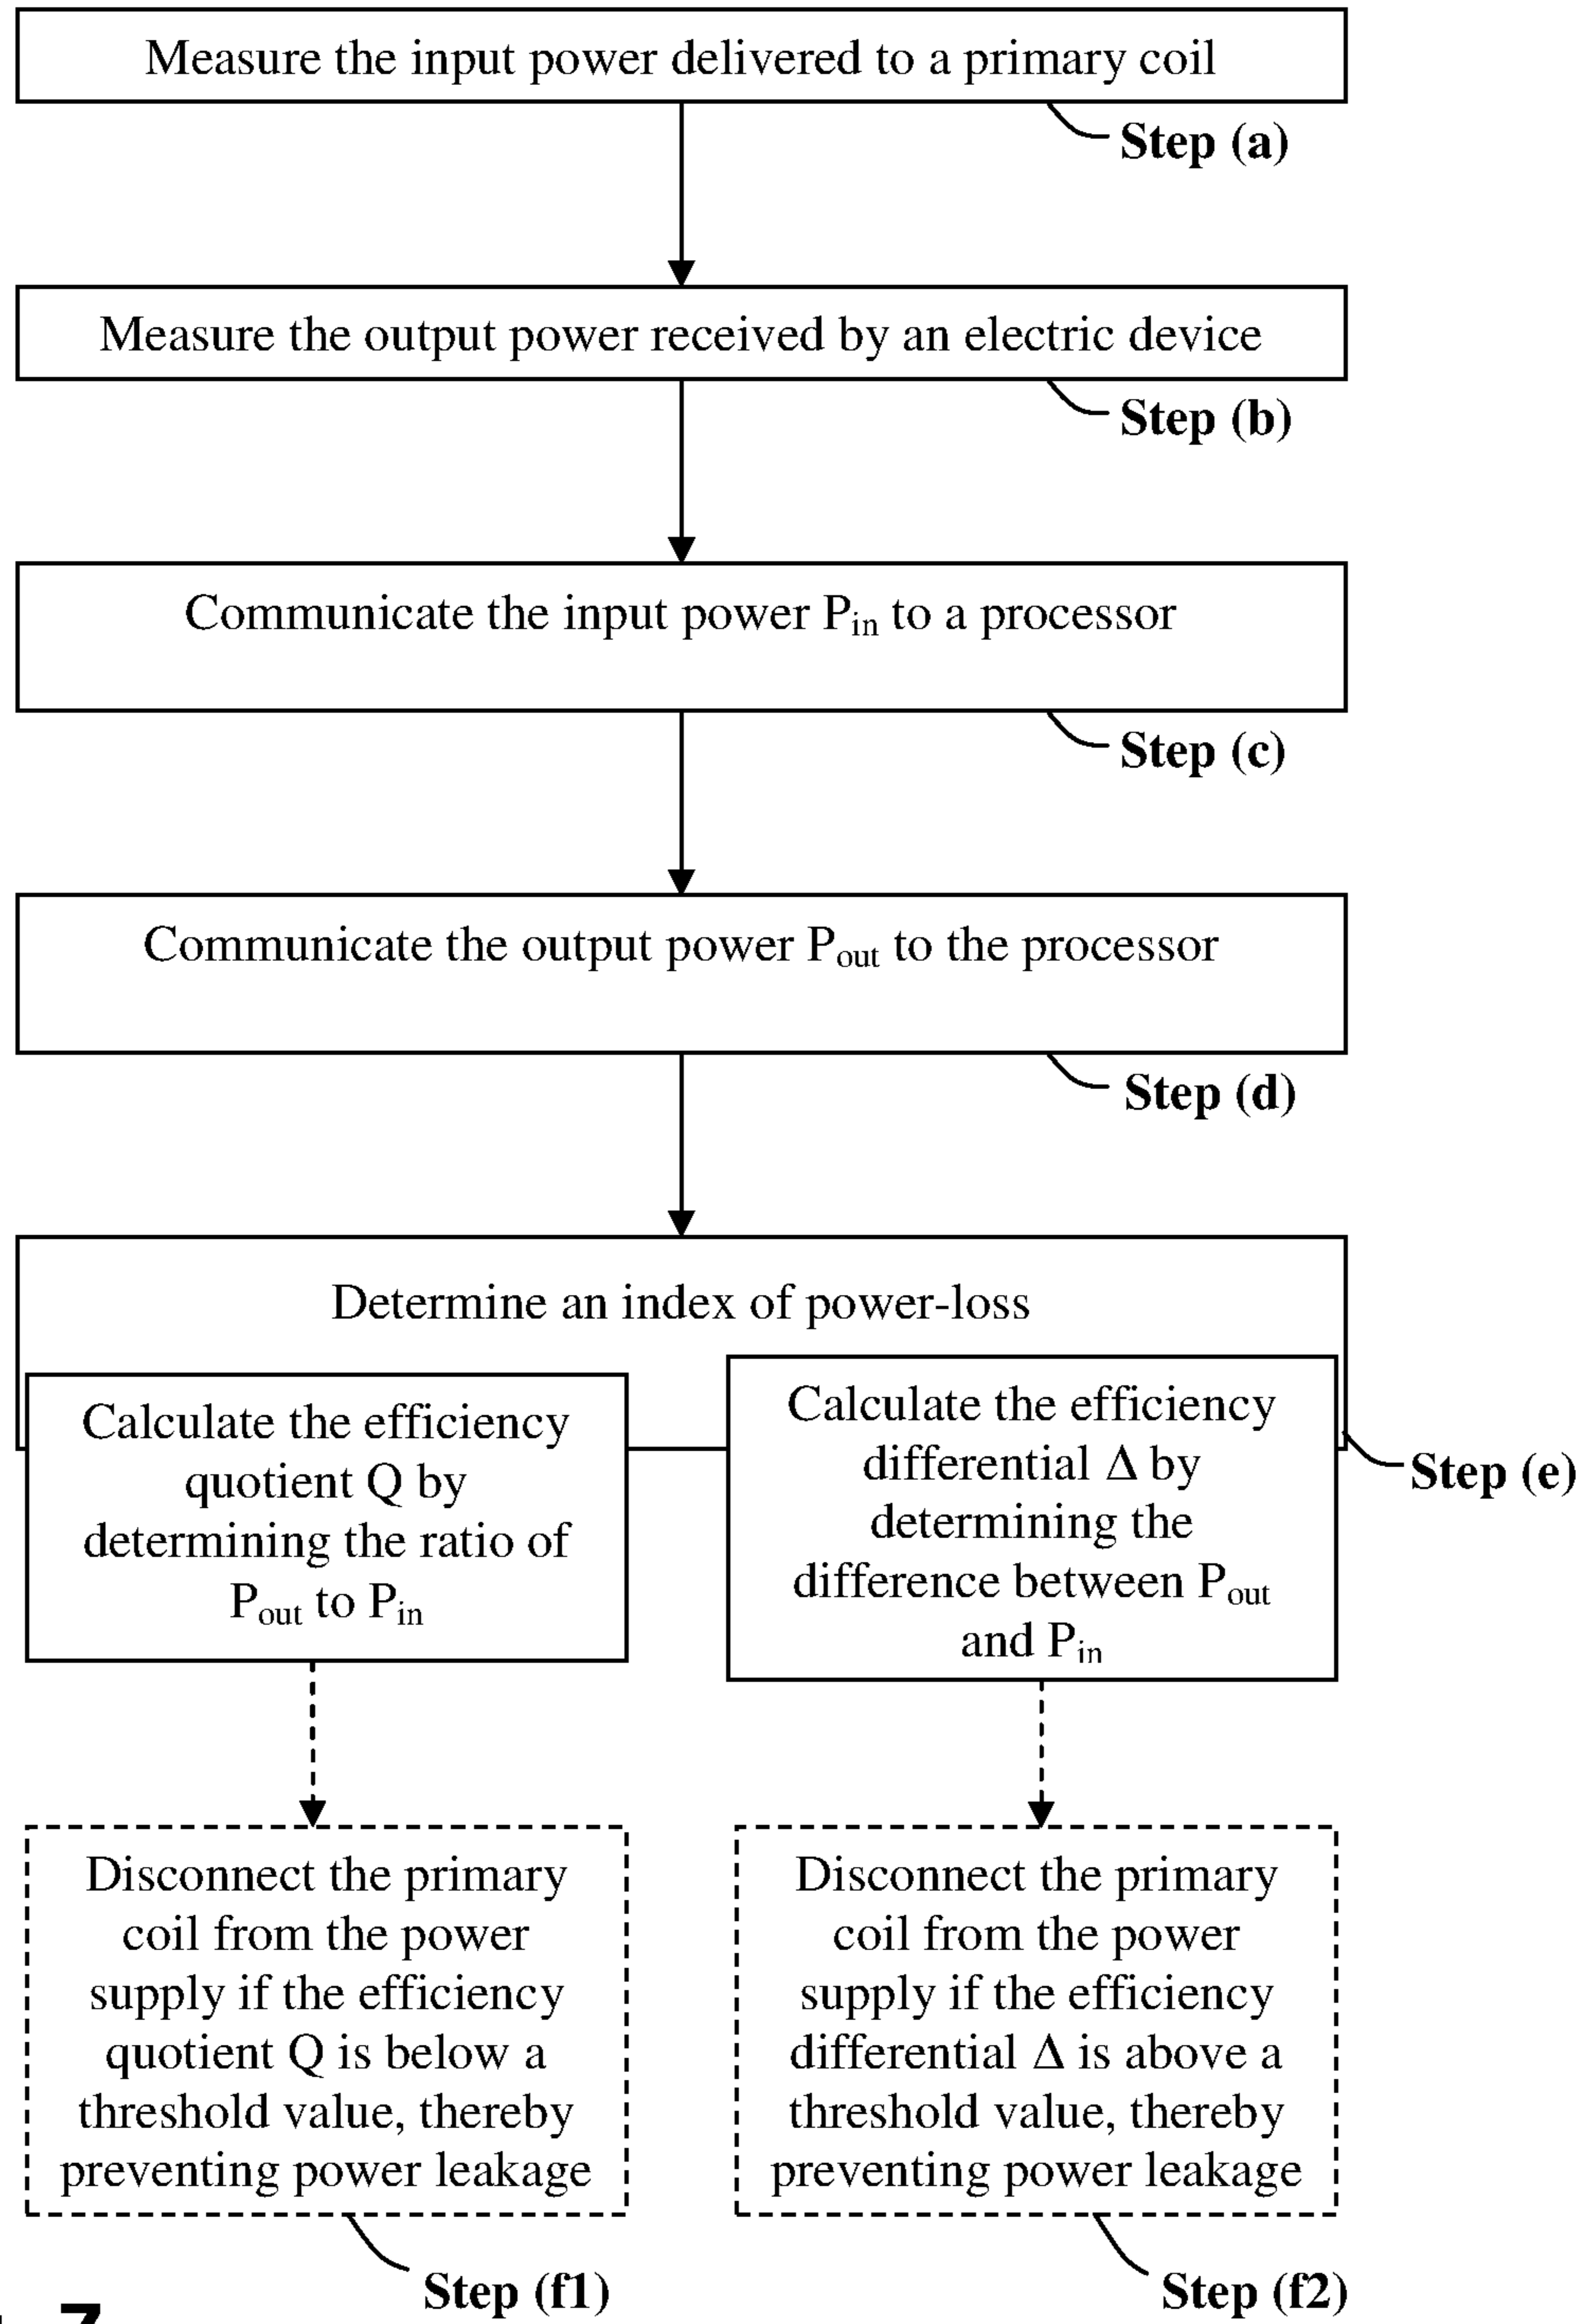 Measure the input power delivered to a primary coil
Step (a)
Measure the output power received by an electric device
Step (b)
Communicate the input power Pin to a processor
Step (c)
Communicate the output power Pout to the processor
Step (d)
Determine an index of power-loss
Calculate the efficiency
quotient Q by
determining the ratio of
Pout to Pin
Calculate the efficiency
differential Δ by
determining the
difference between Pout
and Pin
Step (e)
Disconnect the primary
coil from the power
supply if the efficiency
quotient Q is below a
threshold value, thereby
preventing power leakage
Step (f1)
Disconnect the primary
coil from the power
supply if the efficiency
differential Δ is above a
threshold value, thereby
preventing power leakage
Step (f2)